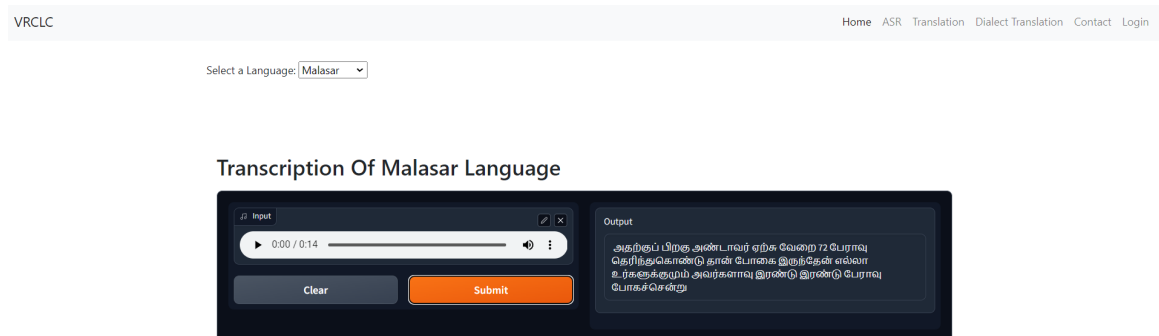 VRCLC
Home ASR Translation Dialect Translation Contact Login
Select a Language: Malasar
Transcription Of Malasar Language
Input
0:00 / 0:14
Clear
Submit
Output
அதற்குப் பிறகு அண்டாவர் ஏற்க வேறை 72 பேராவு
தெரிந்துகொண்டு தான் போகை இருந்தேன் எல்லா
உர்களுக்குமும் அவர்களாவு இரண்டு இரண்டு பேராவு
போகச்சென்று